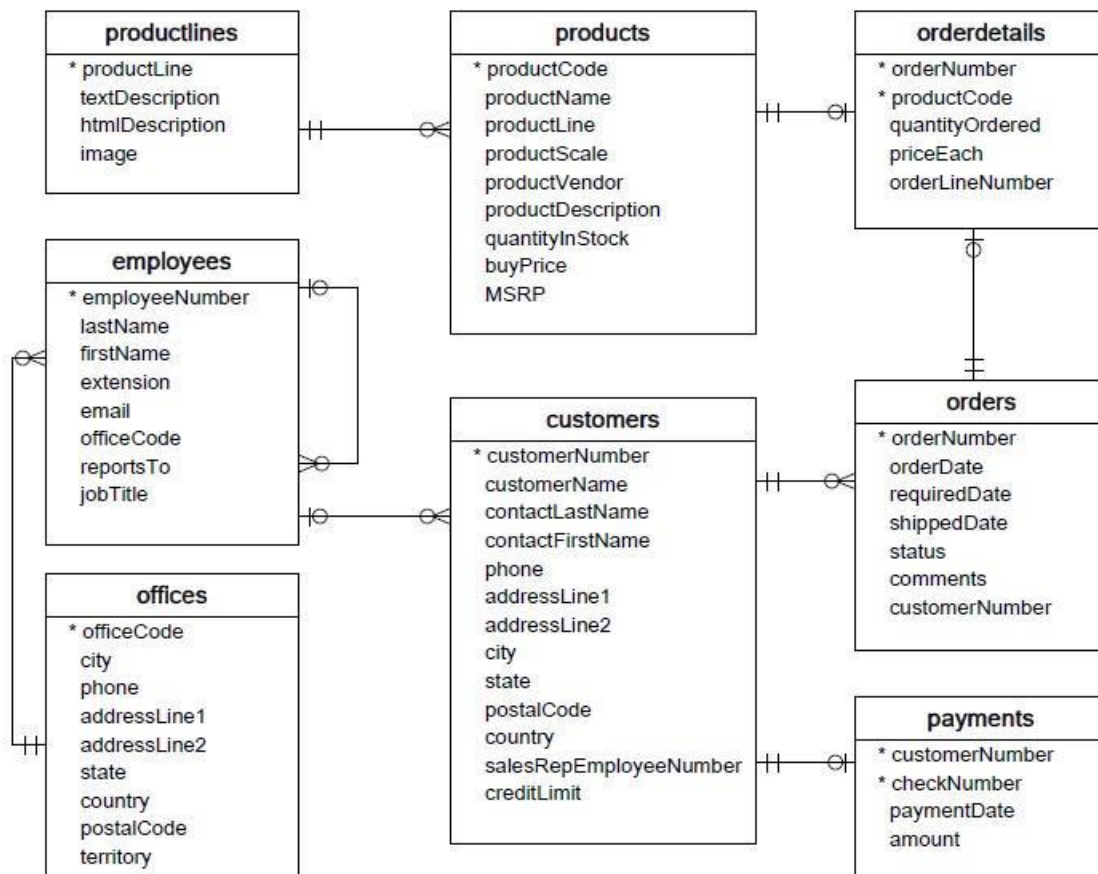 productlines
* productLine
textDescription
htmlDescription
image
products
* productCode
productName
productLine
productScale
productVendor
productDescription
quantityInStock
buyPrice
MSRP
orderdetails
* orderNumber
* productCode
quantityOrdered
priceEach
orderLineNumber
employees
* employeeNumber
lastName
firstName
extension
email
officeCode
reportsTo
jobTitle
customers
* customerNumber
customerName
contactLastName
contactFirstName
phone
addressLine1
addressLine2
city
state
postalCode
country
salesRepEmployeeNumber
creditLimit
orders
* orderNumber
orderDate
requiredDate
shippedDate
status
comments
customerNumber
offices
* officeCode
city
phone
addressLine1
addressLine2
state
country
postalCode
territory
payments
* customerNumber
* checkNumber
paymentDate
amount